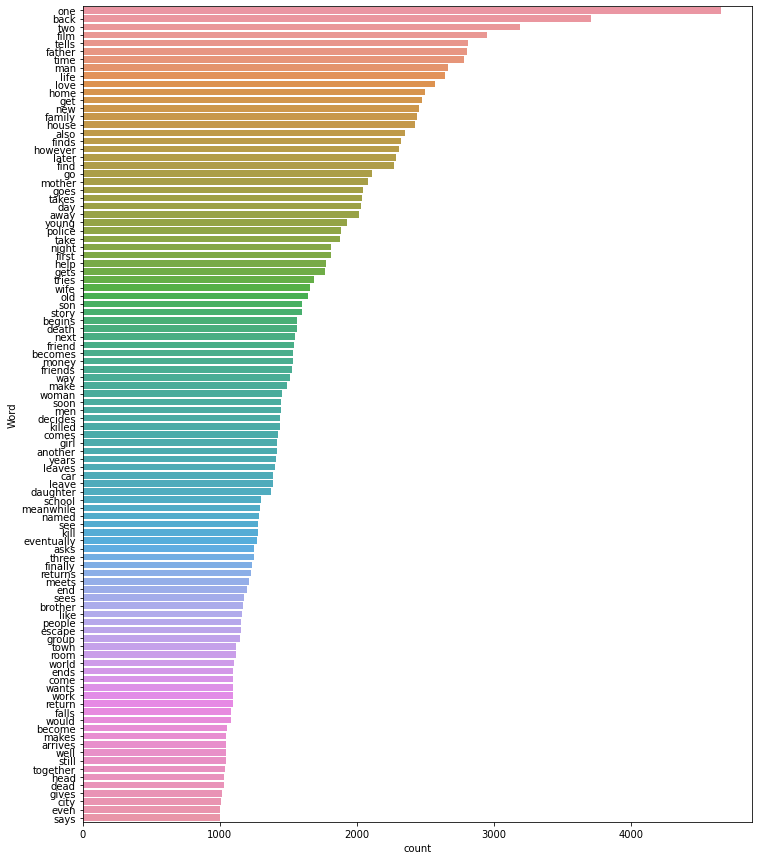 one
back
two
film
tells
father
time
man
life
love
home
get
new
family
house
also
finds
however
later
find
go
mother
goes
takes
day
away
young
police
take
night
first
help
gets
tries
wife
old
son
story
begins
death
next
friend
becomes
money
friends
way
make
woman
soon
men
decides
killed
comes
girl
another
years
leaves
car
leave
daughter
school
meanwhile
named
see
kill
eventually
asks
three
finally
returns
meets
end
sees
brother
like
people
escape
group
town
room
world
ends
come
wants
work
return
falls
would
become
makes
arrives
well
still
together
head
dead
gives
city
even
says
Word
0 1000 2000 3000 4000
count